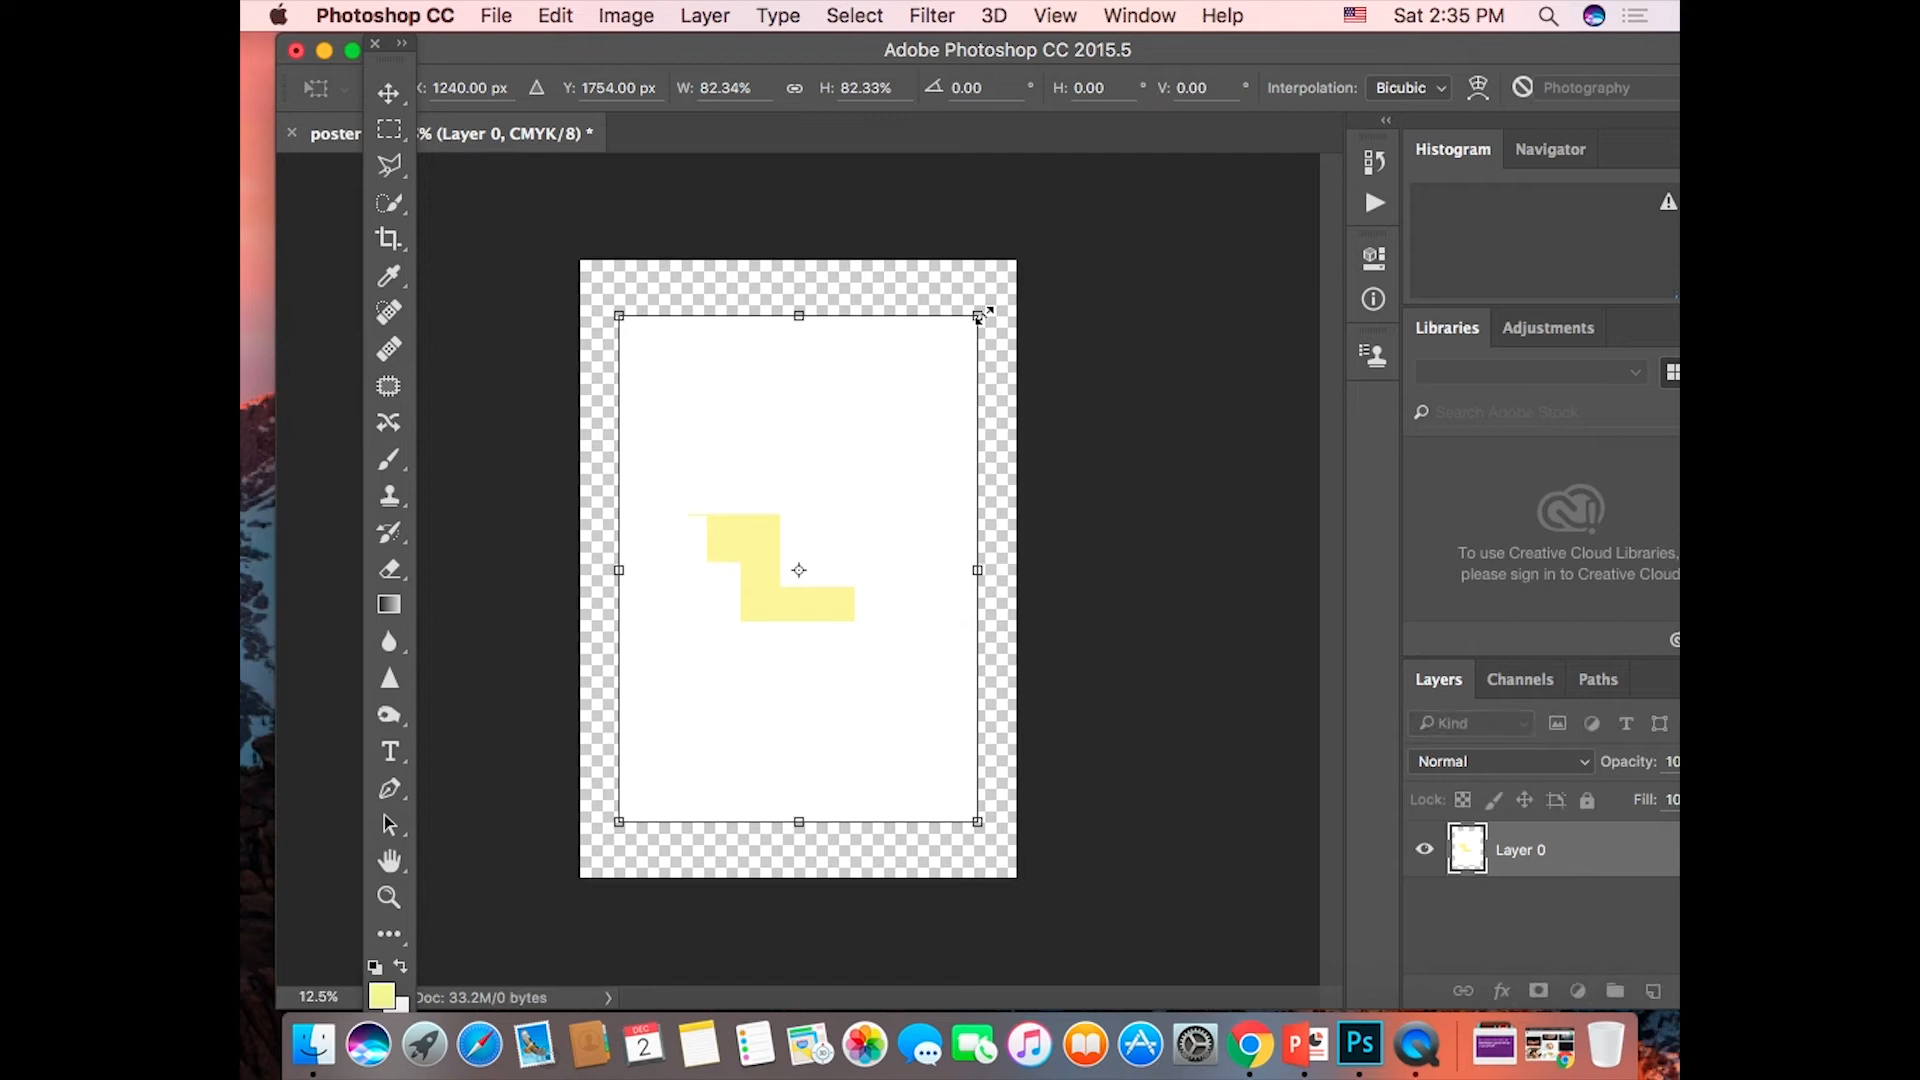 Photoshop CC File Edit Image Layer Type Select Filter 3D View Window Help Sat 2:35 PM
Adobe Photoshop CC 2015.5
X: 1240.00 px Y: 1754.00 px W: 82.34% H: 82.33% 0.00 ° H: 0.00 ° V: 0.00 ° Interpolation: Bicubic Photography
poster % (Layer 0, CMYK/8) *
Histogram Navigator
Libraries Adjustments
Search Adobe Stock
To use Creative Cloud Libraries,
please sign in to Creative Cloud
Layers Channels Paths
Kind
Normal Opacity: 10
Lock: Fill: 10
Layer 0
12.5% Doc: 33.2M/0 bytes
DEC
2
Ps